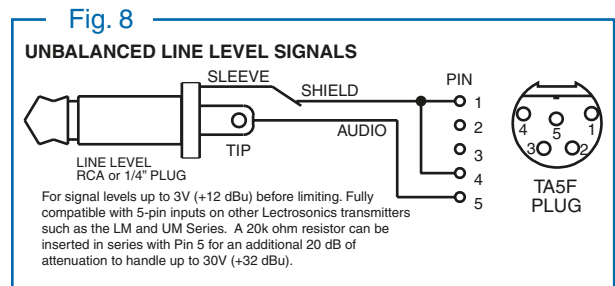 Fig. 8
UNBALANCED LINE LEVEL SIGNALS
SLEEVE
SHIELD
PIN
1
2
3
4
5
AUDIO
TIP
LINE LEVEL
RCA or 1/4" PLUG
4
5
1
3
2
TA5F
PLUG
For signal levels up to 3V (+12 dBu) before limiting. Fully
compatible with 5-pin inputs on other Lectrosonics transmitters
such as the LM and UM Series. A 20k ohm resistor can be
inserted in series with Pin 5 for an additional 20 dB of
attenuation to handle up to 30V (+32 dBu).